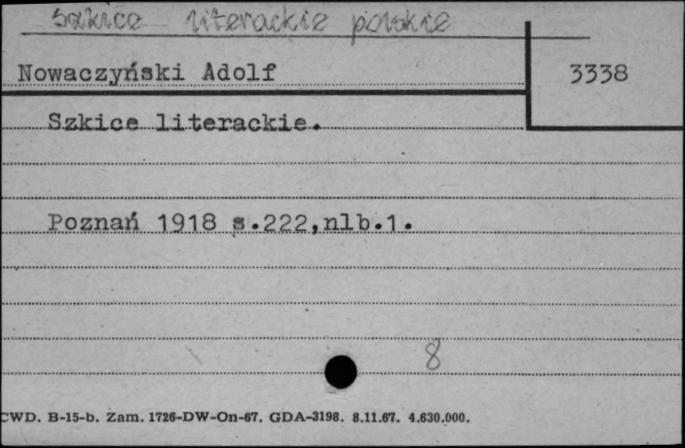 Szkice literackie polskie
Nowaczyński Adolf
3338
Szkice literackie.
Poznań 1918 s.222,nlb.1.
8
CWD. B-15-b. Zam. 1726-DW-On-67. GDA-3198. 8.11.67. 4.630.000.